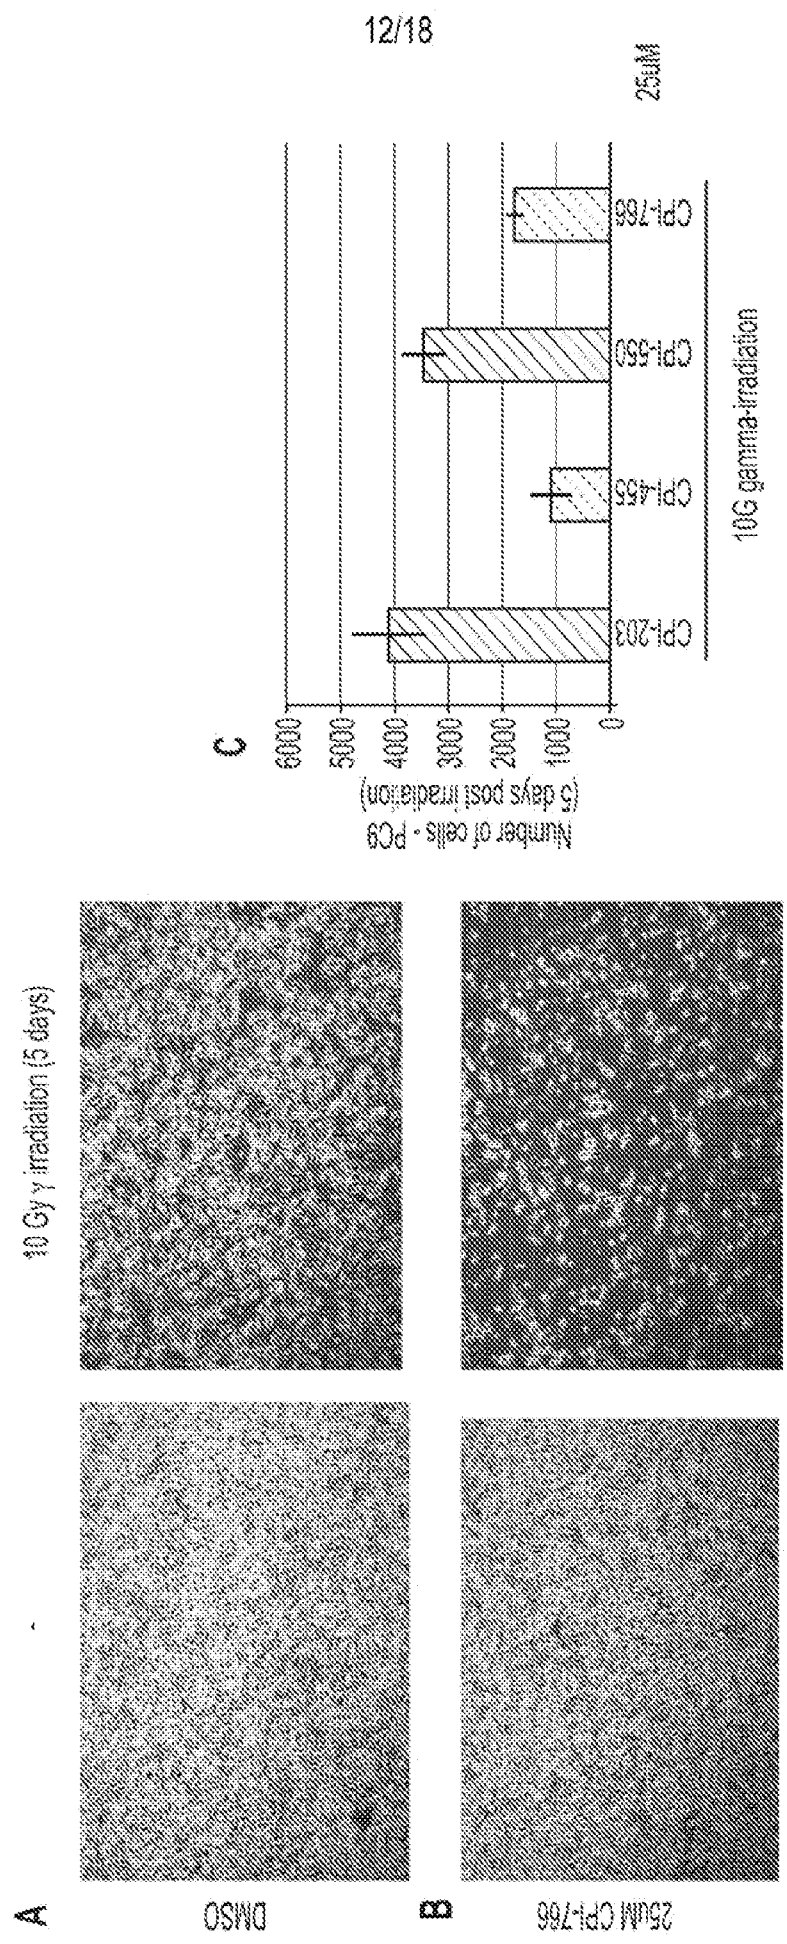 12/18
A
10 Gy γ irradiation (5 days)
DMSO
B
25uM CPI-766
C
Number of cells - PC9
(5 days post irradiation)
6000
5000
4000
3000
2000
1000
0
CPI-203
CPI-455
CPI-550
CPI-766
25uM
10G gamma-irradiation